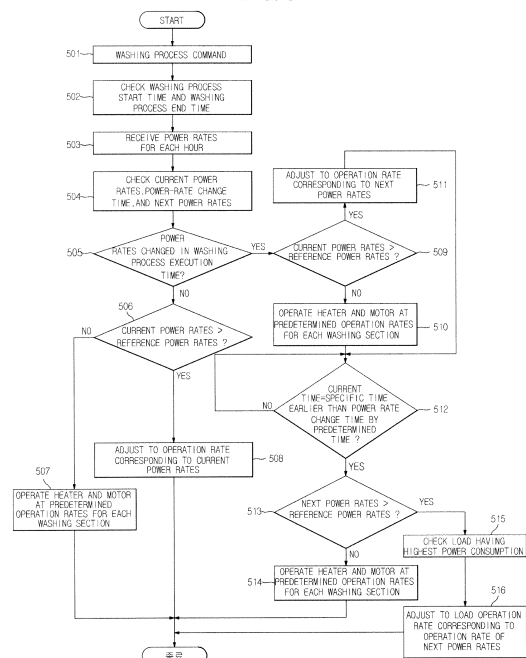 START
501
WASHING PROCESS COMMAND
502
CHECK WASHING PROCESS
START TIME AND WASHING
PROCESS END TIME
503
RECEIVE POWER RATES
FOR EACH HOUR
504
CHECK CURRENT POWER
RATES,POWER-RATE CHANGE
TIME,AND NEXT POWER RATES
505
POWER
RATES CHANGED IN WASHING
PROCESS EXECUTION
TIME?
YES
NO
ADJUST TO OPERATION RATE
CORRESPONDING TO NEXT
POWER RATES
511
YES
CURRENT POWER RATES >
REFERENCE POWER RATES ?
509
NO
OPERATE HEATER AND MOTOR AT
PREDETERMINED OPERATION RATES
FOR EACH WASHING SECTION
510
506
CURRENT POWER RATES >
REFERENCE POWER RATES ?
NO
YES
CURRENT
TIME=SPECIFIC TIME
EARLIER THAN POWER RATE
CHANGE TIME BY
PREDETERMINED
TIME ?
512
NO
YES
ADJUST TO OPERATION RATE
CORRESPONDING TO CURRENT
POWER RATES
508
507
OPERATE HEATER AND MOTOR
AT PREDETERMINED
OPERATION RATES FOR EACH
WASHING SECTION
513
NEXT POWER RATES >
REFERENCE POWER RATES ?
YES
NO
515
CHECK LOAD HAVING
HIGHEST POWER CONSUMPTION
514
OPERATE HEATER AND MOTOR AT
PREDETERMINED OPERATION RATES
FOR EACH WASHING SECTION
516
ADJUST TO LOAD OPERATION
RATE CORRESPONDING TO
OPERATION RATE OF
NEXT POWER RATES